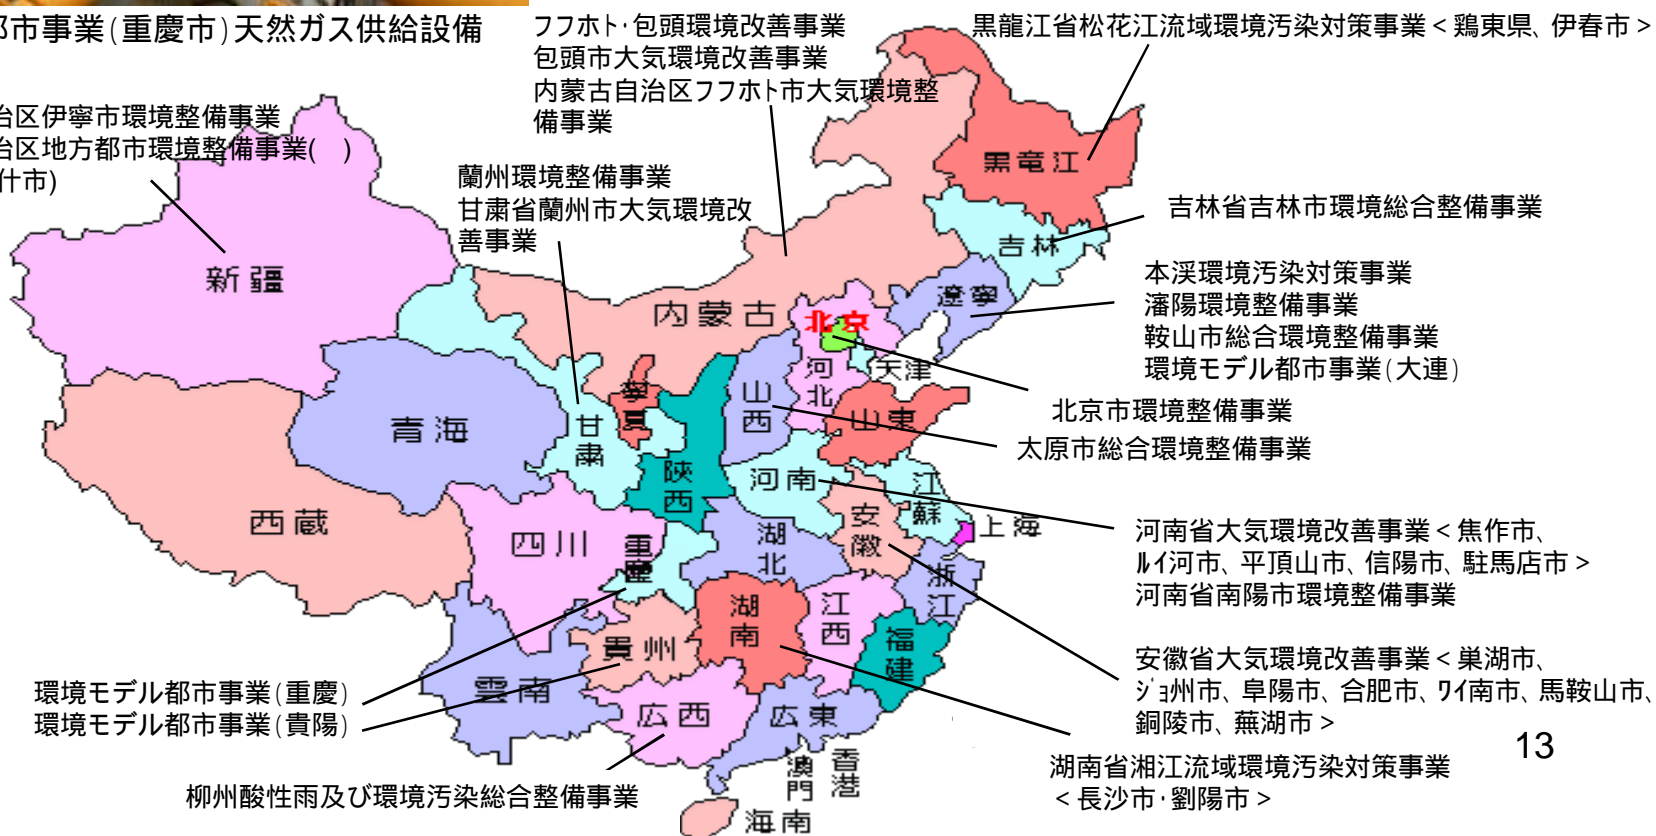 都市事業(重慶市)天然ガス供給設備
治区伊寧市環境整備事業
治区地方都市環境整備事業(　)
什市)
フフホト·包頭環境改善事業
包頭市大気環境改善事業
内蒙古自治区フフホト市大気環境整
備事業
黒龍江省松花江流域環境汚染対策事業<鶏東県、伊春市>
蘭州環境整備事業
甘粛省蘭州市大気環境改
善事業
吉林省吉林市環境総合整備事業
本渓環境汚染対策事業
瀋陽環境整備事業
鞍山市総合環境整備事業
環境モデル都市事業(大連)
北京市環境整備事業
太原市総合環境整備事業
河南省大気環境改善事業<焦作市、
ルイ河市、平頂山市、信陽市、駐馬店市>
河南省南陽市環境整備事業
安徽省大気環境改善事業<巣湖市、
ジョ州市、阜陽市、合肥市、ワイ南市、馬鞍山市、
銅陵市、蕪湖市>
湖南省湘江流域環境汚染対策事業
<長沙市·劉陽市>
環境モデル都市事業(重慶)
環境モデル都市事業(貴陽)
柳州酸性雨及び環境汚染総合整備事業
黒竜江
吉林
遼寧
新疆
内蒙古
北京
天津
河北
山西
山東
寧夏
甘粛
青海
陝西
河南
江蘇
安徽
上海
西蔵
四川
重慶
湖北
浙江
湖南
江西
福建
貴州
雲南
広西
広東
香港
澳門
海南
13